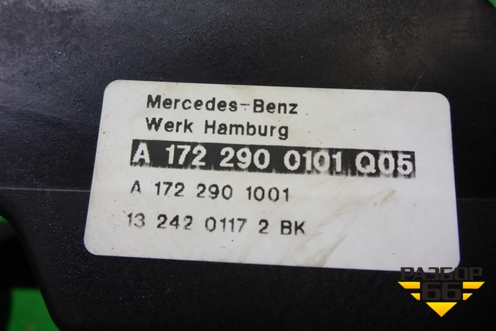 Mercedes-Benz
Werk Hamburg
A 172 290 0101 Q05
A 172 290 1001
13 242 0117 2 BK
РАЗБОР
66